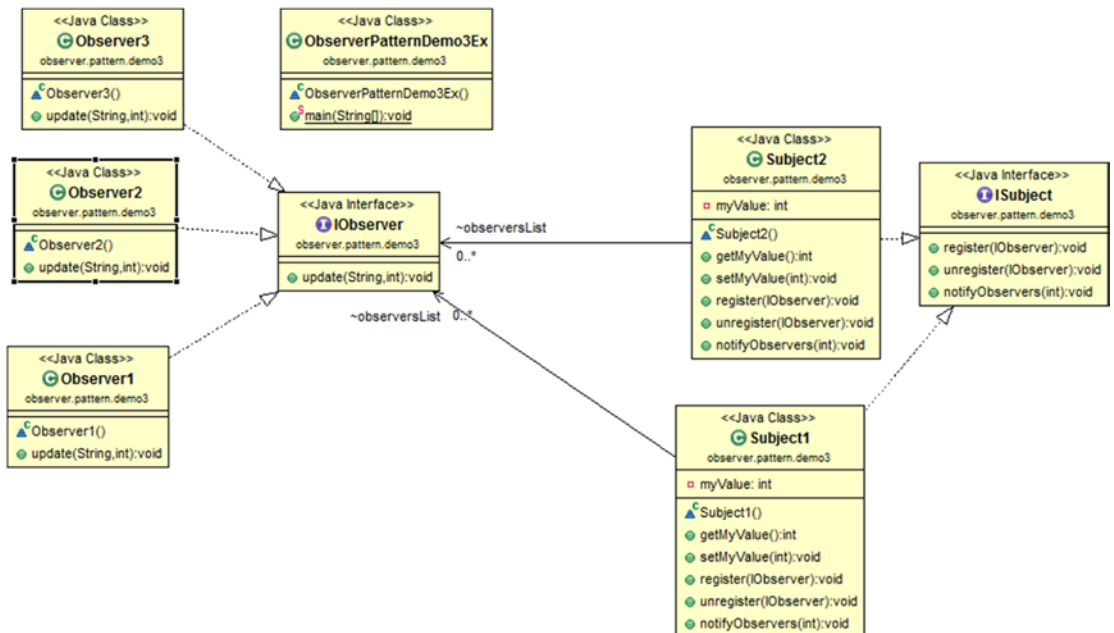 <<Java Class>>
Observer3
observer.pattern.demo3
Observer3()
update(String,int):void
<<Java Class>>
ObserverPatternDemo3Ex
observer.pattern.demo3
ObserverPatternDemo3Ex()
main(String[]):void
<<Java Class>>
Observer2
observer.pattern.demo3
Observer2()
update(String,int):void
<<Java Interface>>
IObserver
observer.pattern.demo3
update(String,int):void
~observersList
0..*
~observersList 0..*
<<Java Class>>
Subject2
observer.pattern.demo3
myValue: int
Subject2()
getMyValue():int
setMyValue(int):void
register(IObserver):void
unregister(IObserver):void
notifyObservers(int):void
<<Java Interface>>
ISubject
observer.pattern.demo3
register(IObserver):void
unregister(IObserver):void
notifyObservers(int):void
<<Java Class>>
Observer1
observer.pattern.demo3
Observer1()
update(String,int):void
<<Java Class>>
Subject1
observer.pattern.demo3
myValue: int
Subject1()
getMyValue():int
setMyValue(int):void
register(IObserver):void
unregister(IObserver):void
notifyObservers(int):void